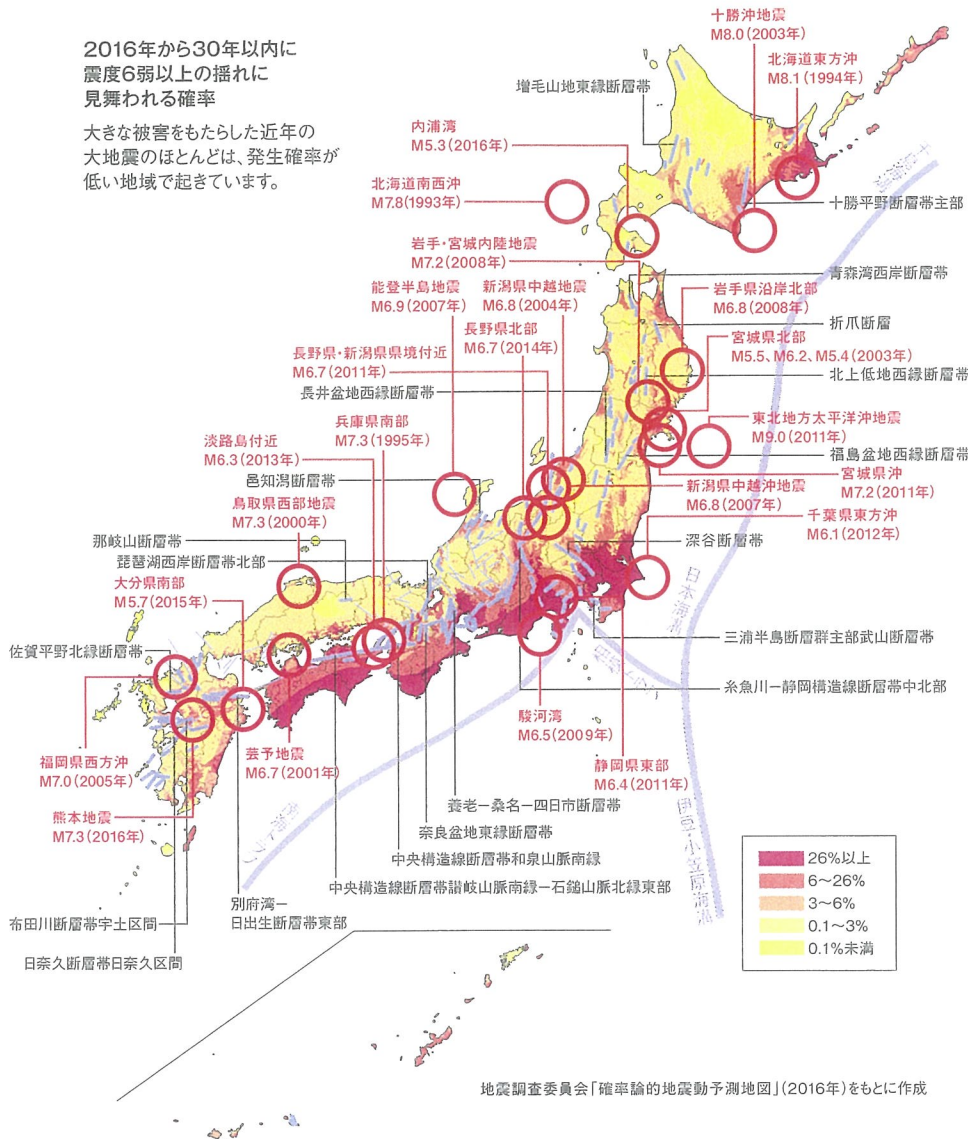 2016年から30年以内に
震度6弱以上の揺れに
見舞われる確率
大きな被害をもたらした近年の
大地震のほとんどは、発生確率が
低い地域で起きています。
十勝沖地震
M8.0(2003年)
北海道東方沖
M8.1(1994年)
増毛山地東縁断層帯
内浦湾
M5.3(2016年)
北海道南西沖
M7.8(1993年)
十勝平野断層帯主部
岩手・宮城内陸地震
M7.2(2008年)
青森湾西岸断層帯
能登半島地震
M6.9(2007年)
新潟県中越地震
M6.8(2004年)
岩手県沿岸北部
M6.8(2008年)
折爪断層
長野県北部
M6.7(2014年)
宮城県北部
M5.5、M6.2、M5.4(2003年)
長野県・新潟県県境付近
M6.7(2011年)
北上低地西縁断層帯
長井盆地西縁断層帯
兵庫県南部
M7.3(1995年)
東北地方太平洋沖地震
M9.0(2011年)
淡路島付近
M6.3(2013年)
福島盆地西縁断層帯
邑知潟断層帯
宮城県沖
M7.2(2011年)
新潟県中越沖地震
M6.8(2007年)
鳥取県西部地震
M7.3(2000年)
千葉県東方沖
M6.1(2012年)
那岐山断層帯
深谷断層帯
琵琶湖西岸断層帯北部
大分県南部
M5.7(2015年)
日本海溝
三浦半島断層群主部武山断層帯
佐賀平野北縁断層帯
糸魚川ー静岡構造線断層帯中北部
駿河湾
M6.5(2009年)
福岡県西方沖
M7.0(2005年)
芸予地震
M6.7(2001年)
静岡県東部
M6.4(2011年)
熊本地震
M7.3(2016年)
養老ー桑名ー四日市断層帯
南海トラフ
伊豆・小笠原海溝
奈良盆地東縁断層帯
中央構造線断層帯和泉山脈南縁
中央構造線断層帯讃岐山脈南縁ー石鎚山脈北縁東部
別府湾ー
日出生断層帯東部
布田川断層帯宇土区間
日奈久断層帯日奈久区間
26%以上
6〜26%
3〜6%
0.1〜3%
0.1%未満
地震調査委員会「確率論的地震動予測地図」(2016年)をもとに作成